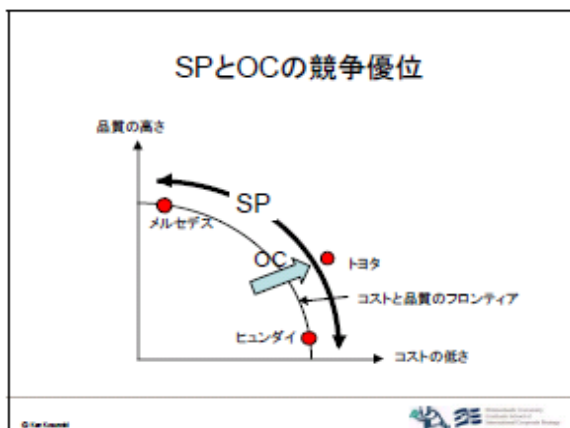 SPとOCの競争優位
品質の高さ
SP
メルセデス
OC
トヨタ
コストと品質のフロンティア
ヒュンダイ
コストの低さ